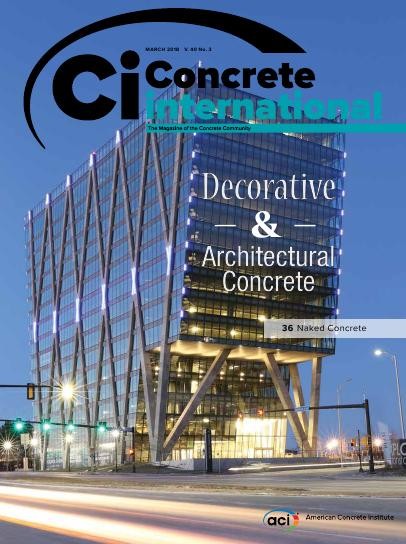 MARCH 2018 V. 40 No. 3
Ci Concrete
International
The Magazine of the Concrete Community
Decorative
&
Architectural
Concrete
36 Naked Concrete
aci American Concrete Institute